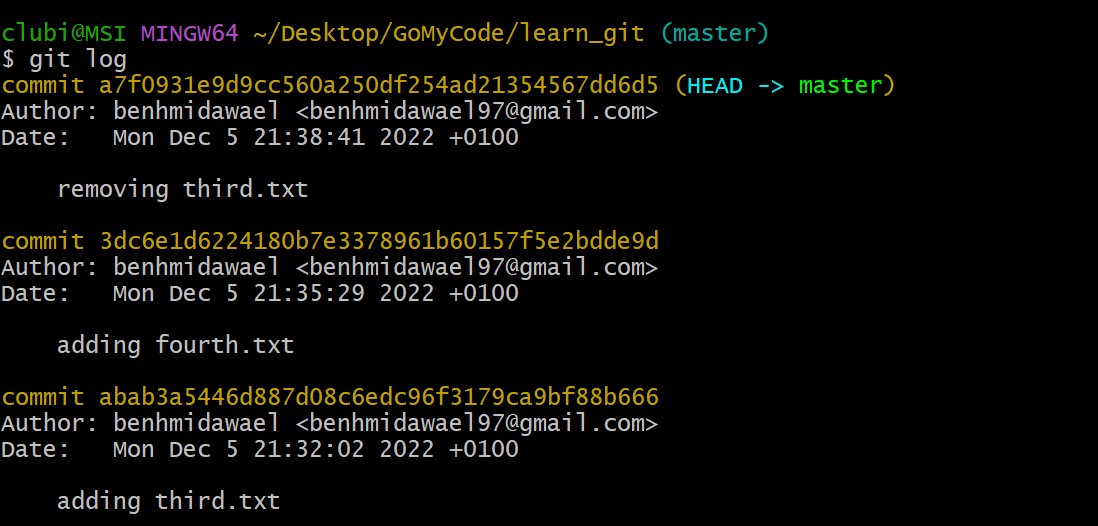 clubi@MSI MINGW64 ~/Desktop/GoMyCode/learn_git (master)
$ git log
commit a7f0931e9d9cc560a250df254ad21354567dd6d5 (HEAD -> master)
Author: benhmidawael <benhmidawael97@gmail.com>
Date:   Mon Dec 5 21:38:41 2022 +0100
    removing third.txt
commit 3dc6e1d6224180b7e3378961b60157f5e2bdde9d
Author: benhmidawael <benhmidawael97@gmail.com>
Date:   Mon Dec 5 21:35:29 2022 +0100
    adding fourth.txt
commit abab3a5446d887d08c6edc96f3179ca9bf88b666
Author: benhmidawael <benhmidawael97@gmail.com>
Date:   Mon Dec 5 21:32:02 2022 +0100
    adding third.txt